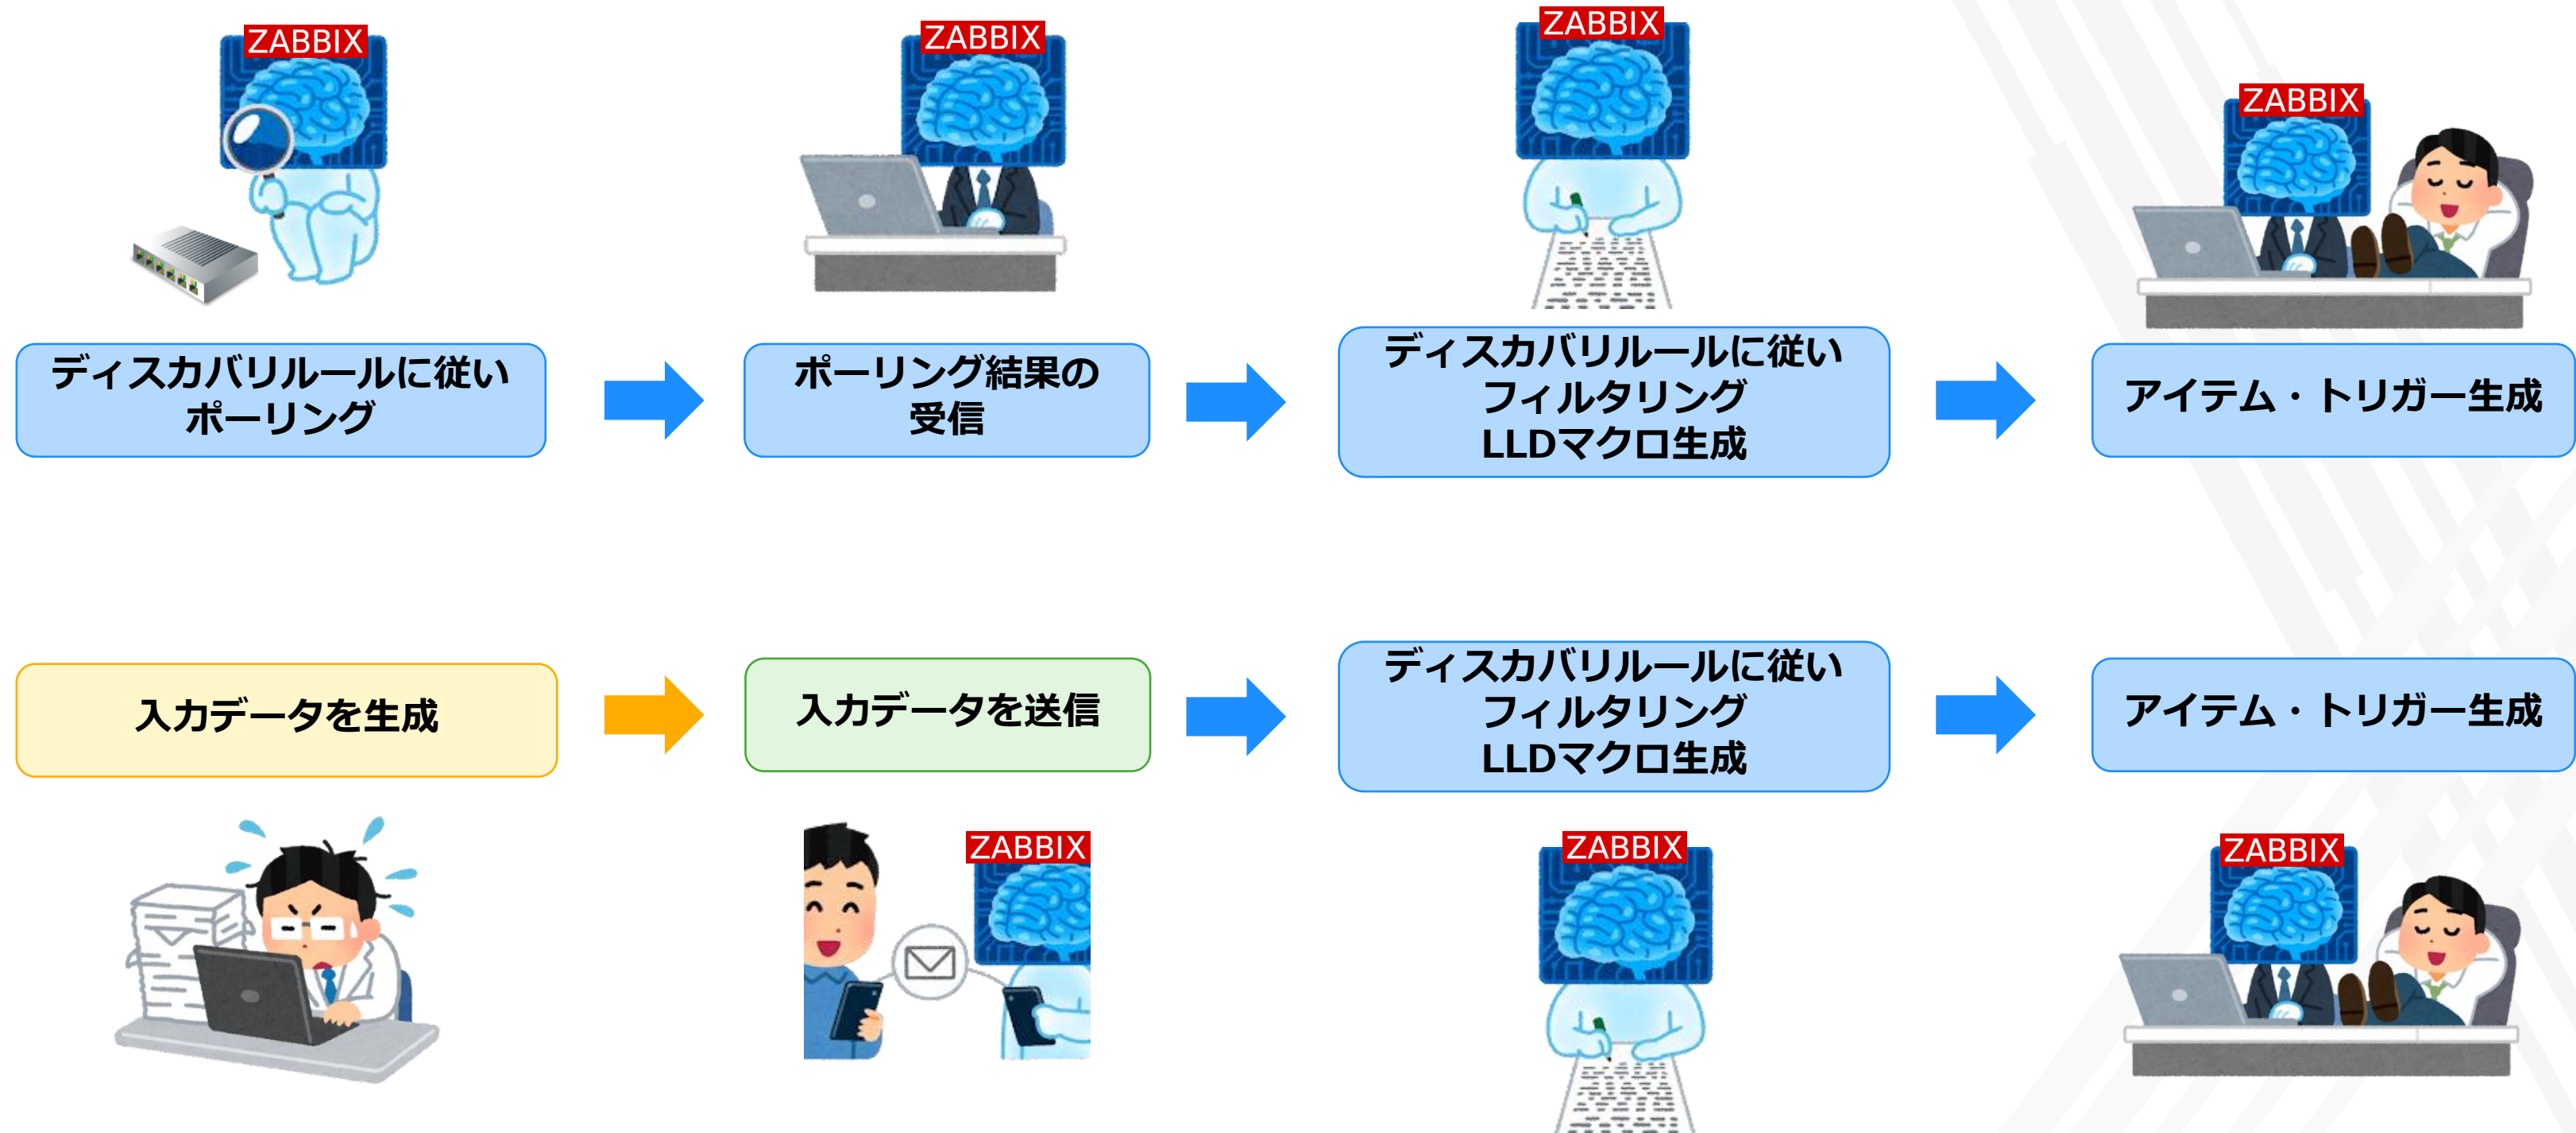 ZABBIX
ZABBIX
ZABBIX
ZABBIX
ディスカバリルールに従い
ポーリング
ポーリング結果の
受信
ディスカバリルールに従い
フィルタリング
LLDマクロ生成
アイテム・トリガー生成
入力データを生成
入力データを送信
ディスカバリルールに従い
フィルタリング
LLDマクロ生成
アイテム・トリガー生成
ZABBIX
ZABBIX
ZABBIX